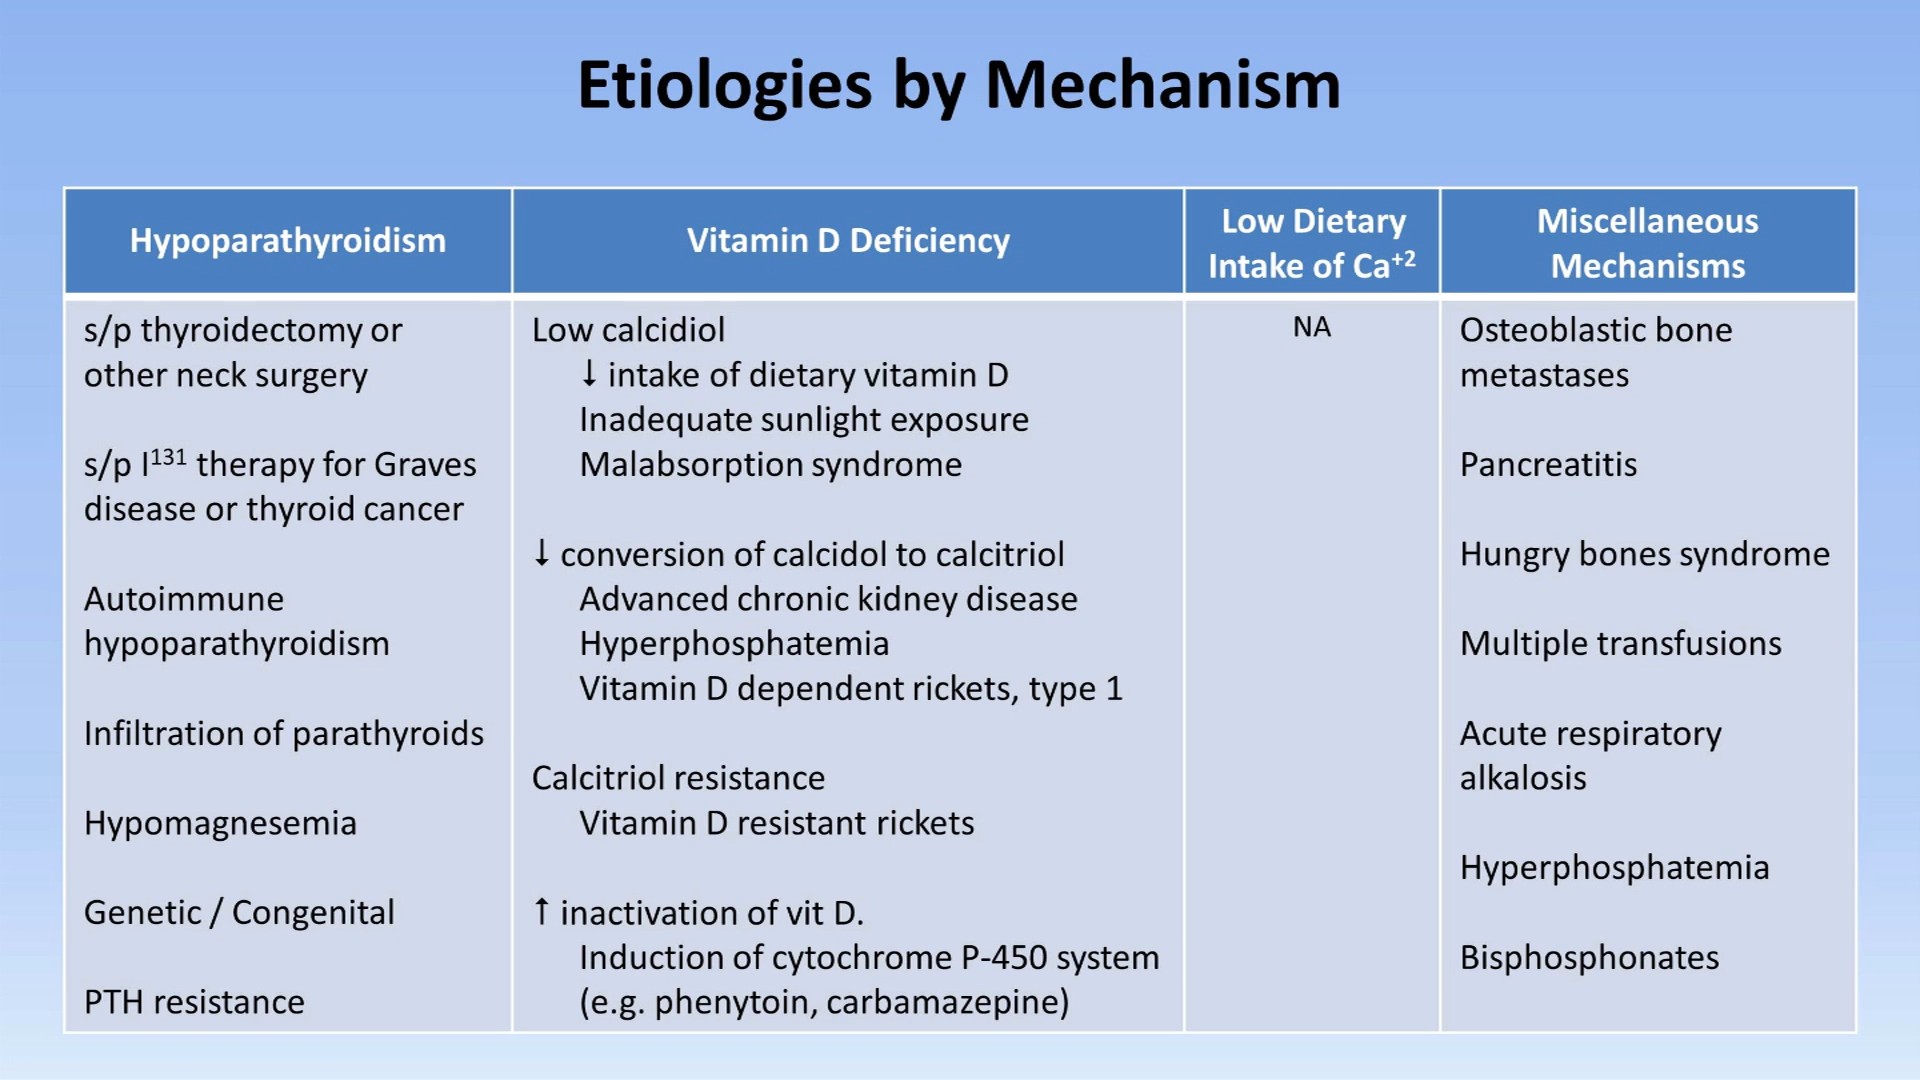 Etiologies by Mechanism
Hypoparathyroidism
Vitamin D Deficiency
Low Dietary
Intake of Ca⁺²
Miscellaneous
Mechanisms
s/p thyroidectomy or
other neck surgery
s/p I¹³¹ therapy for Graves
disease or thyroid cancer
Autoimmune
hypoparathyroidism
Infiltration of parathyroids
Hypomagnesemia
Genetic / Congenital
PTH resistance
Low calcidiol
↓ intake of dietary vitamin D
Inadequate sunlight exposure
Malabsorption syndrome
↓ conversion of calcidol to calcitriol
Advanced chronic kidney disease
Hyperphosphatemia
Vitamin D dependent rickets, type 1
Calcitriol resistance
Vitamin D resistant rickets
↑ inactivation of vit D.
Induction of cytochrome P-450 system
(e.g. phenytoin, carbamazepine)
NA
Osteoblastic bone
metastases
Pancreatitis
Hungry bones syndrome
Multiple transfusions
Acute respiratory
alkalosis
Hyperphosphatemia
Bisphosphonates